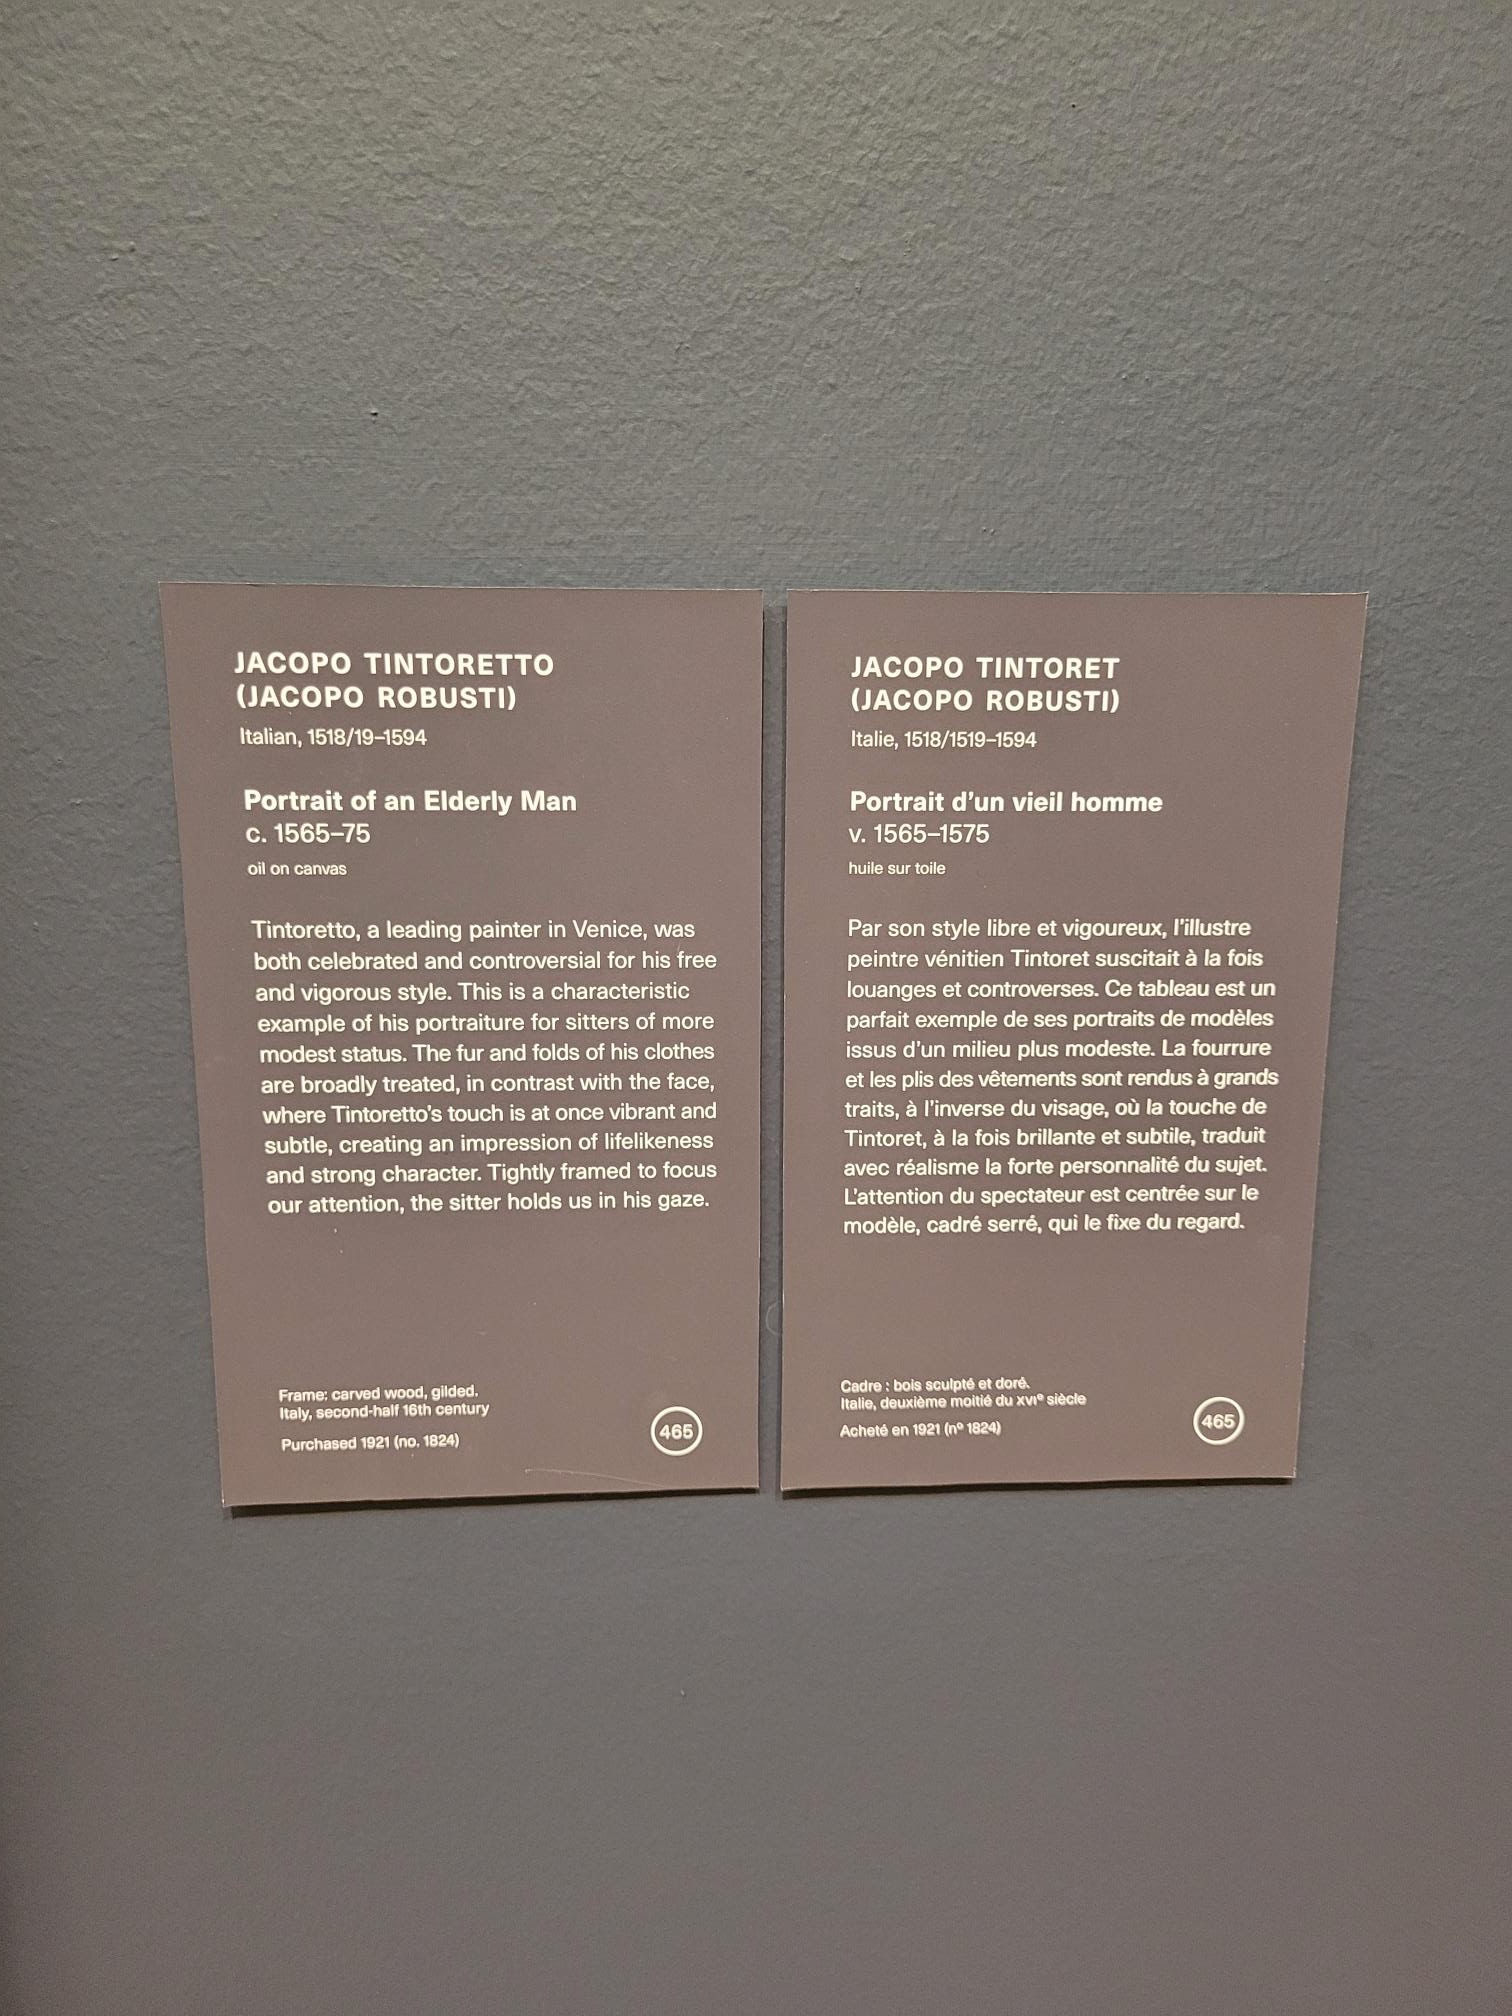 JACOPO TINTORETTO
(JACOPO ROBUSTI)
Italian, 1518/19–1594
Portrait of an Elderly Man
c. 1565–75
oil on canvas
Tintoretto, a leading painter in Venice, was
both celebrated and controversial for his free
and vigorous style. This is a characteristic
example of his portraiture for sitters of more
modest status. The fur and folds of his clothes
are broadly treated, in contrast with the face,
where Tintoretto's touch is at once vibrant and
subtle, creating an impression of lifelikeness
and strong character. Tightly framed to focus
our attention, the sitter holds us in his gaze.
Frame: carved wood, gilded.
Italy, second-half 16th century
Purchased 1921 (no. 1824)
465
JACOPO TINTORET
(JACOPO ROBUSTI)
Italie, 1518/1519–1594
Portrait d'un vieil homme
v. 1565–1575
huile sur toile
Par son style libre et vigoureux, l'illustre
peintre vénitien Tintoret suscitait à la fois
louanges et controverses. Ce tableau est un
parfait exemple de ses portraits de modèles
issus d'un milieu plus modeste. La fourrure
et les plis des vêtements sont rendus à grands
traits, à l'inverse du visage, où la touche de
Tintoret, à la fois brillante et subtile, traduit
avec réalisme la forte personnalité du sujet.
L'attention du spectateur est centrée sur le
modèle, cadré serré, qui le fixe du regard.
Cadre : bois sculpté et doré.
Italie, deuxième moitié du XVIe siècle
Acheté en 1921 (nº 1824)
465